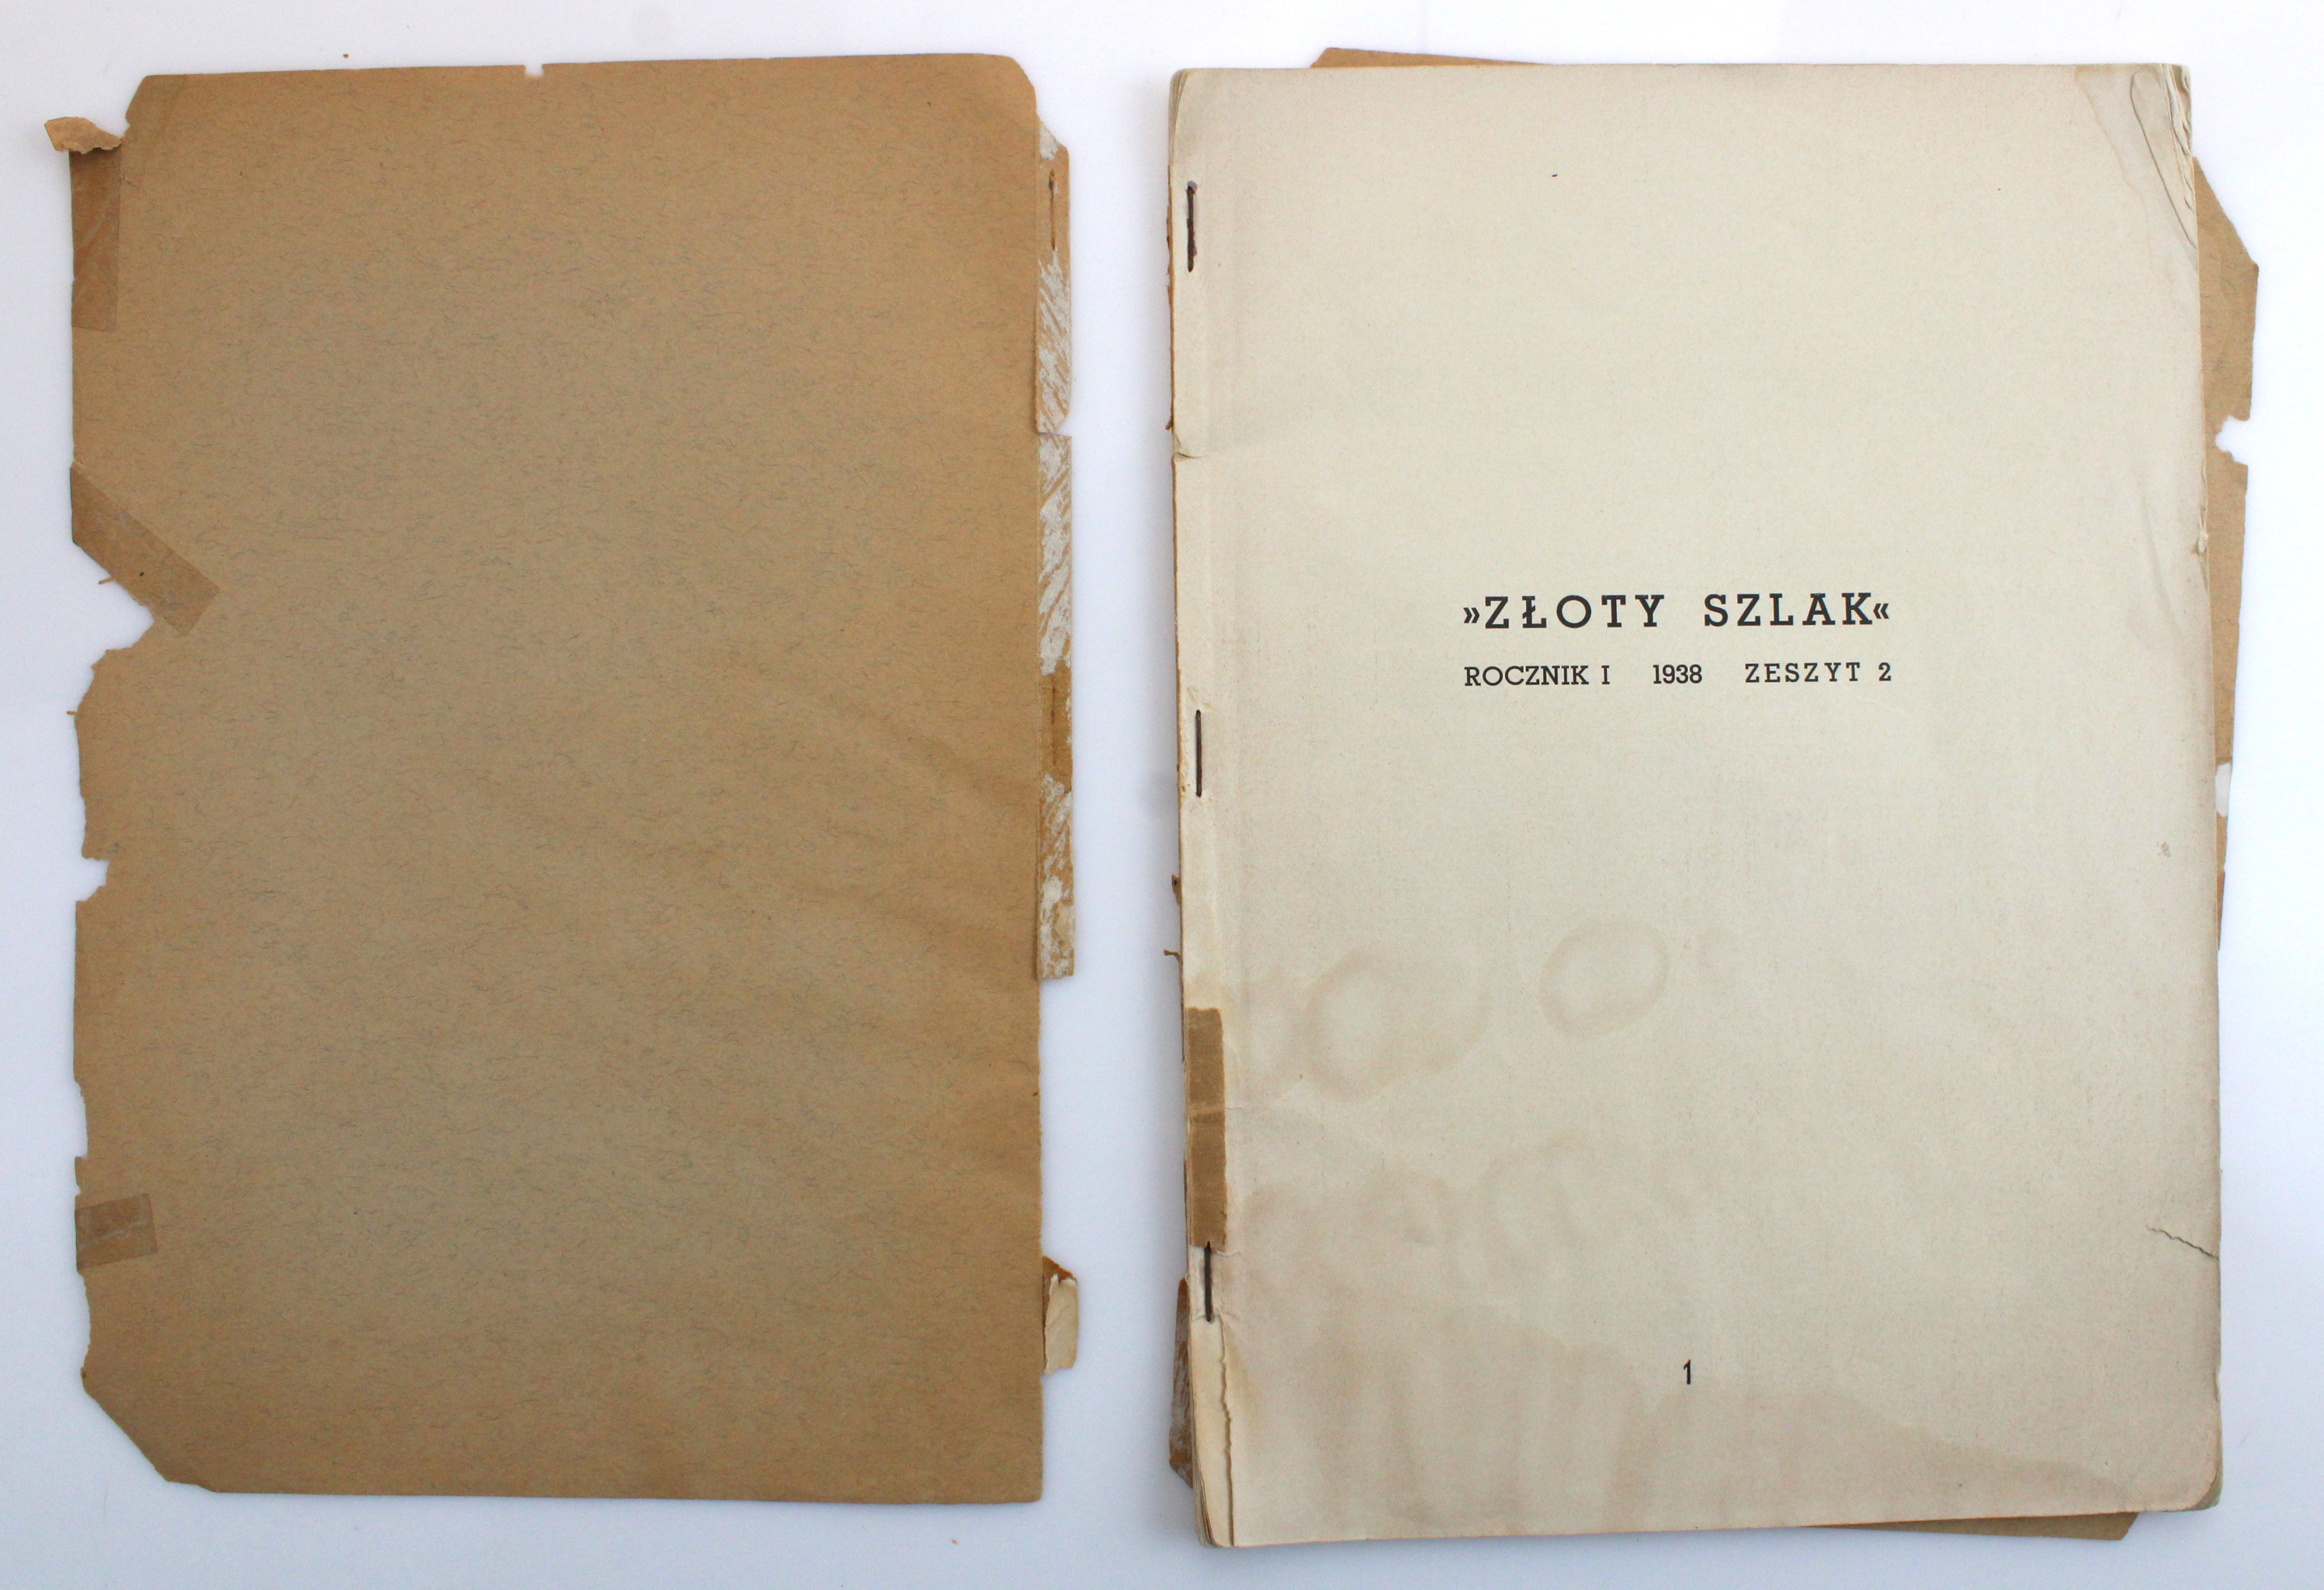 »ZŁOTY SZLAK«
ROCZNIK I 1938 ZESZYT 2
1